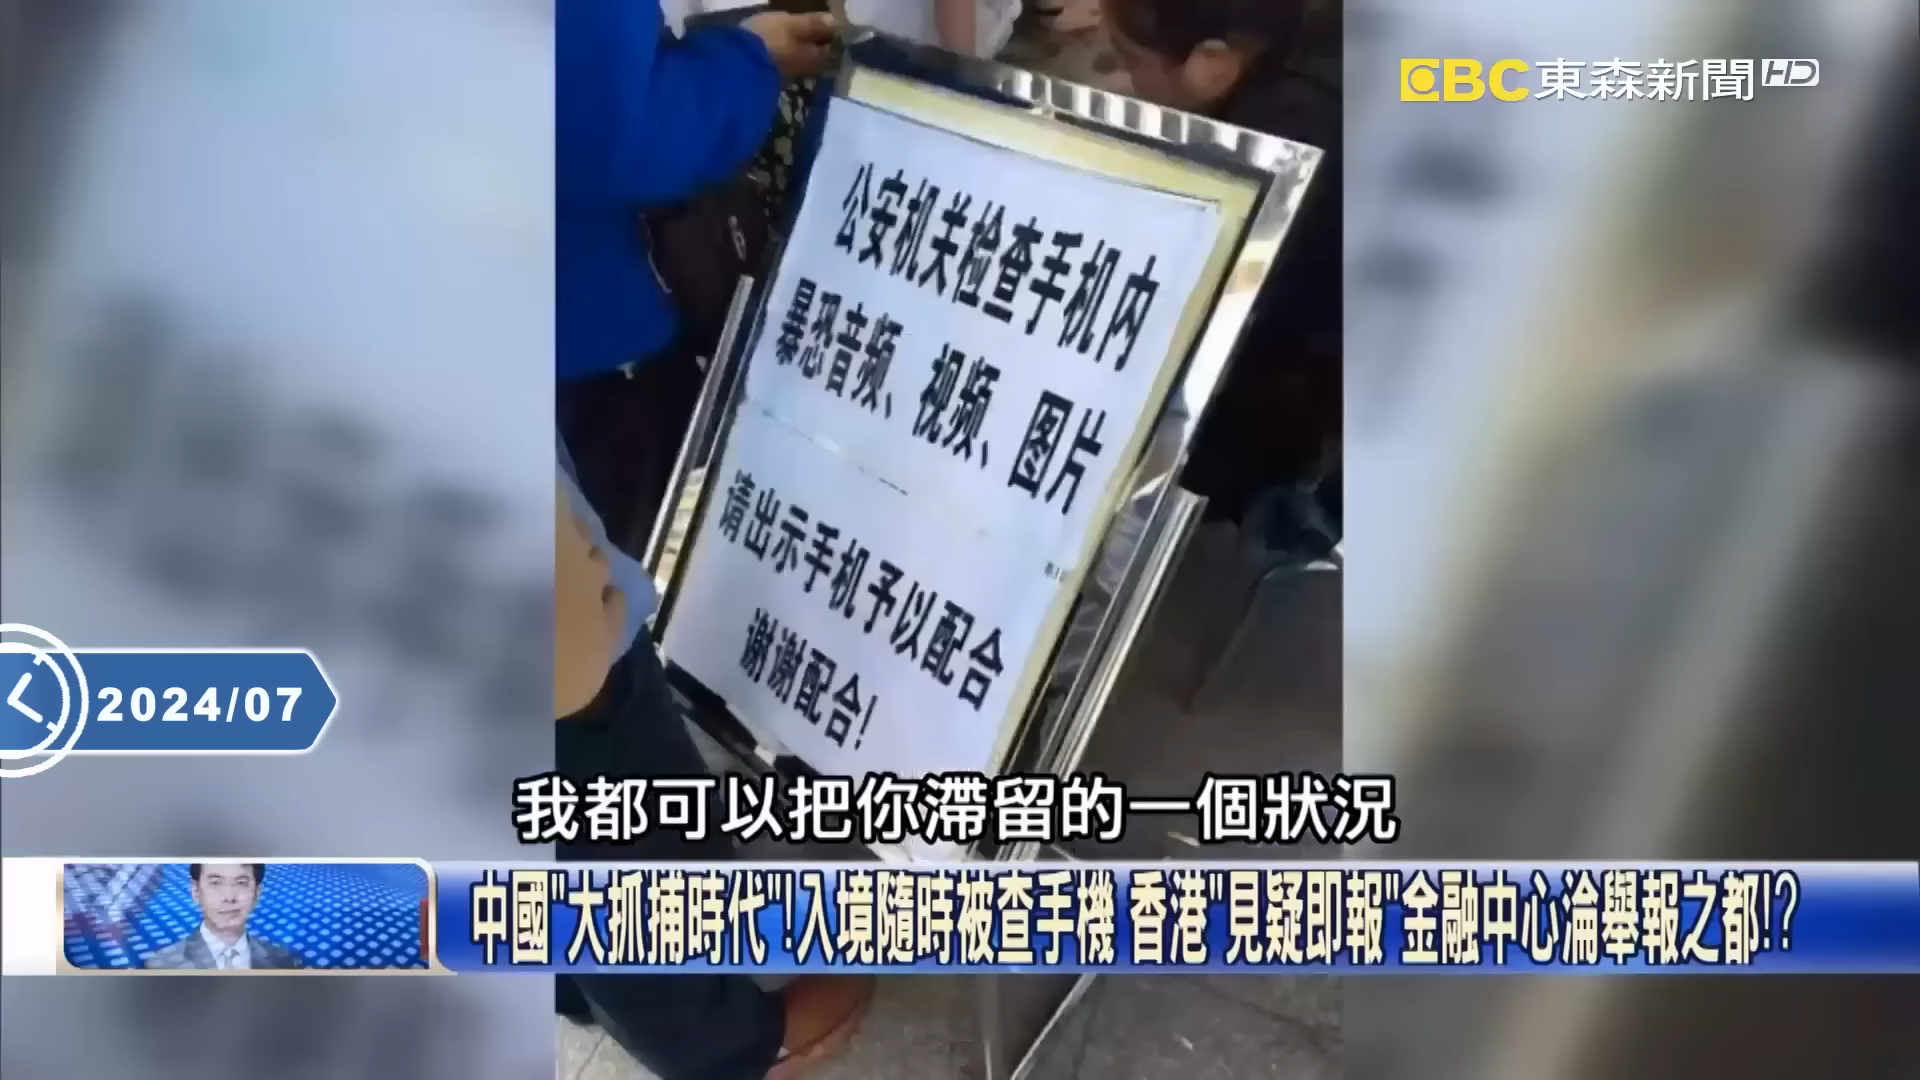 EBC東森新聞HD
公安机关检查手机内
暴恐音频、视频、图片
请出示手机予以配合
谢谢配合!
2024/07
我都可以把你滯留的一個狀況
中國"大抓捕時代"!入境隨時被查手機 香港"見疑即報"金融中心淪舉報之都!?